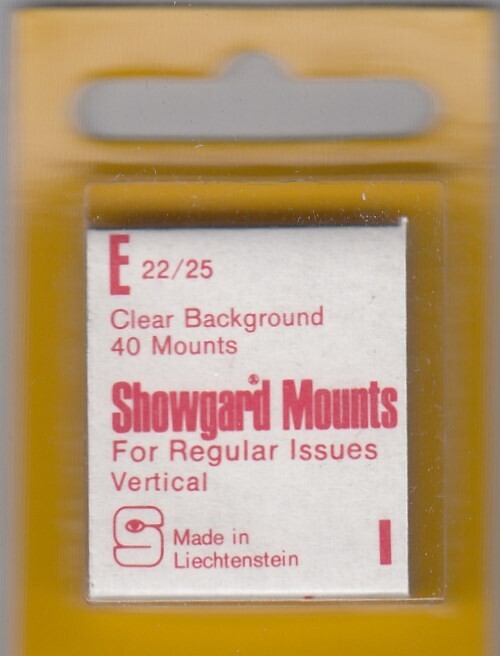 E 22/25
Clear Background
40 Mounts
Showgard® Mounts
For Regular Issues
Vertical
S Made in
Liechtenstein